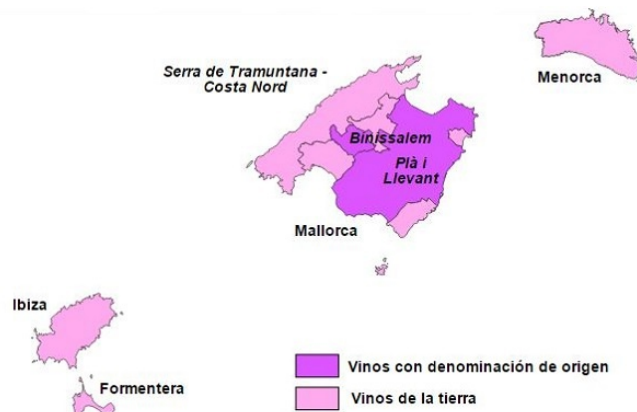 Serra de Tramuntana -
Costa Nord
Menorca
Binissalem
Plà i
Llevant
Mallorca
Ibiza
Formentera
Vinos con denominación de origen
Vinos de la tierra